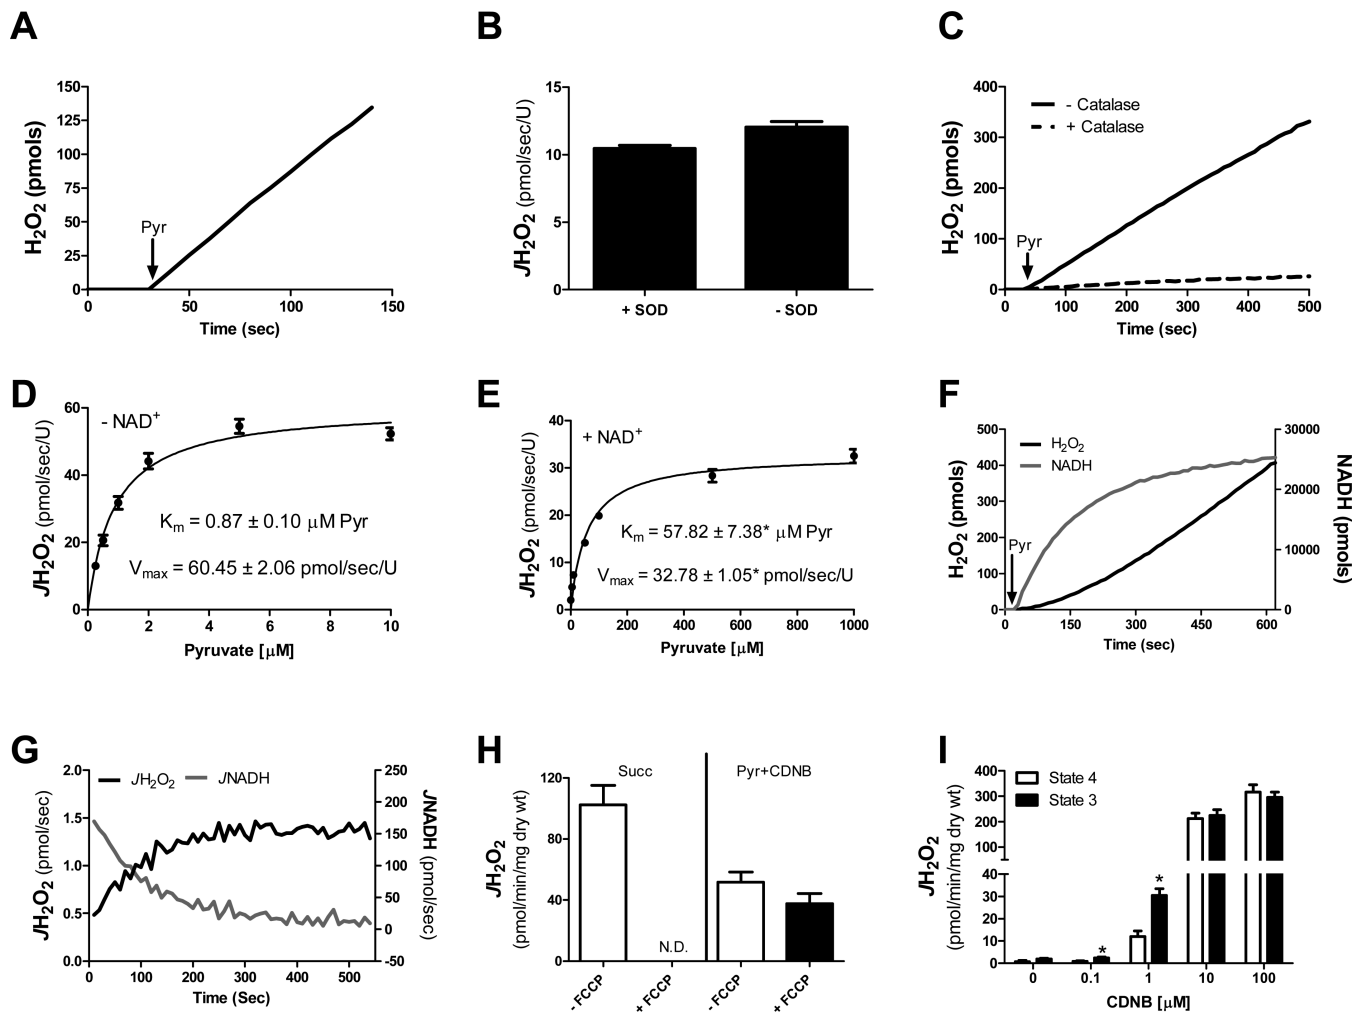 A
H₂O₂ (pmols)
150
125
100
75
50
25
0
Pyr
0 50 100 150
Time (sec)
B
JH₂O₂ (pmol/sec/U)
15
10
5
0
+ SOD - SOD
C
H₂O₂ (pmols)
400
300
200
100
0
- Catalase
+ Catalase
Pyr
0 100 200 300 400 500
Time (sec)
D
JH₂O₂ (pmol/sec/U)
60
40
20
0
- NAD⁺
Kₘ = 0.87 ± 0.10 μM Pyr
Vₘₐₓ = 60.45 ± 2.06 pmol/sec/U
0 2 4 6 8 10
Pyruvate [μM]
E
JH₂O₂ (pmol/sec/U)
40
30
20
10
0
+ NAD⁺
Kₘ = 57.82 ± 7.38* μM Pyr
Vₘₐₓ = 32.78 ± 1.05* pmol/sec/U
0 200 400 600 800 1000
Pyruvate [μM]
F
H₂O₂ (pmols)
500
400
300
200
100
0
H₂O₂
NADH
Pyr
30000
20000
10000
0
NADH (pmols)
0 150 300 450 600
Time (sec)
G
JH₂O₂ (pmol/sec)
2.0
1.5
1.0
0.5
0.0
JH₂O₂ JNADH
250
200
150
100
50
0
-50
JNADH (pmol/sec)
0 100 200 300 400 500
Time (Sec)
H
JH₂O₂
(pmol/min/mg dry wt)
120
80
40
0
Succ Pyr+CDNB
N.D.
- FCCP + FCCP - FCCP + FCCP
I
JH₂O₂
(pmol/min/mg dry wt)
400
300
200
100
40
30
20
10
0
State 4
State 3
*
*
0 0.1 1 10 100
CDNB [μM]